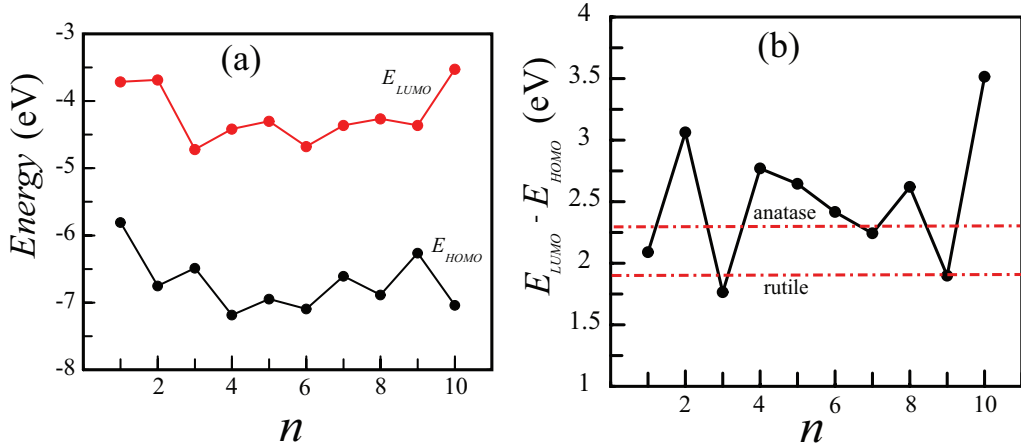 (a)
Energy (eV)
-3
-4
-5
-6
-7
-8
E_LUMO
E_HOMO
2 4 6 8 10
n
(b)
E_LUMO - E_HOMO (eV)
4
3.5
3
2.5
2
1.5
1
anatase
rutile
2 4 6 8 10
n